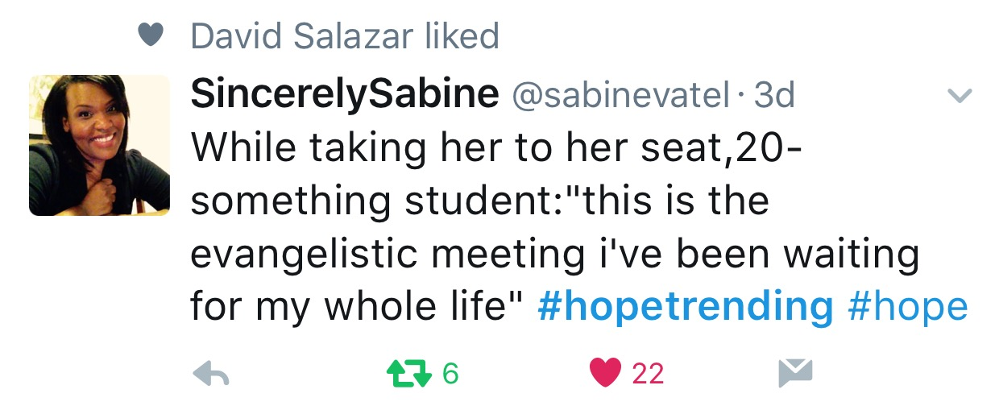 David Salazar liked
SincerelySabine @sabinevatel · 3d
While taking her to her seat,20-
something student:"this is the
evangelistic meeting i've been waiting
for my whole life" #hopetrending #hope
6 22